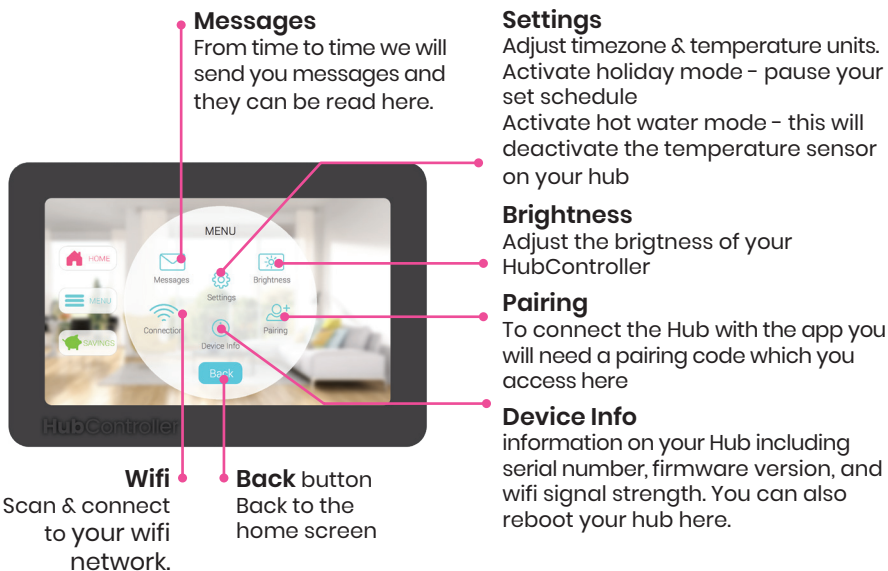 Messages
From time to time we will
send you messages and
they can be read here.
Settings
Adjust timezone & temperature units.
Activate holiday mode - pause your
set schedule
Activate hot water mode - this will
deactivate the temperature sensor
on your hub
Brightness
Adjust the brigtness of your
HubController
Pairing
To connect the Hub with the app you
will need a pairing code which you
access here
Device Info
information on your Hub including
serial number, firmware version, and
wifi signal strength. You can also
reboot your hub here.
MENU
HOME
MENU
SAVINGS
Messages
Settings
Brightness
Connection
Device Info
Pairing
Back
HubController
Wifi
Scan & connect
to your wifi
network.
Back button
Back to the
home screen